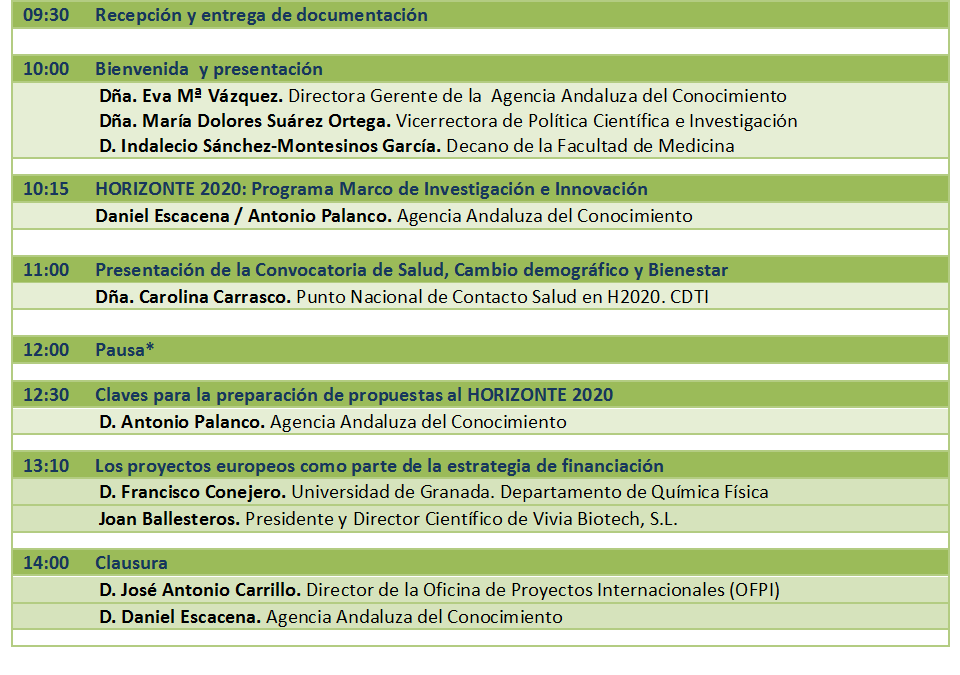 09:30 Recepción y entrega de documentación
10:00 Bienvenida y presentación
Dña. Eva Mª Vázquez. Directora Gerente de la Agencia Andaluza del Conocimiento
Dña. María Dolores Suárez Ortega. Vicerrectora de Política Científica e Investigación
D. Indalecio Sánchez-Montesinos García. Decano de la Facultad de Medicina
10:15 HORIZONTE 2020: Programa Marco de Investigación e Innovación
Daniel Escacena / Antonio Palanco. Agencia Andaluza del Conocimiento
11:00 Presentación de la Convocatoria de Salud, Cambio demográfico y Bienestar
Dña. Carolina Carrasco. Punto Nacional de Contacto Salud en H2020. CDTI
12:00 Pausa*
12:30 Claves para la preparación de propuestas al HORIZONTE 2020
D. Antonio Palanco. Agencia Andaluza del Conocimiento
13:10 Los proyectos europeos como parte de la estrategia de financiación
D. Francisco Conejero. Universidad de Granada. Departamento de Química Física
Joan Ballesteros. Presidente y Director Científico de Vivia Biotech, S.L.
14:00 Clausura
D. José Antonio Carrillo. Director de la Oficina de Proyectos Internacionales (OFPI)
D. Daniel Escacena. Agencia Andaluza del Conocimiento